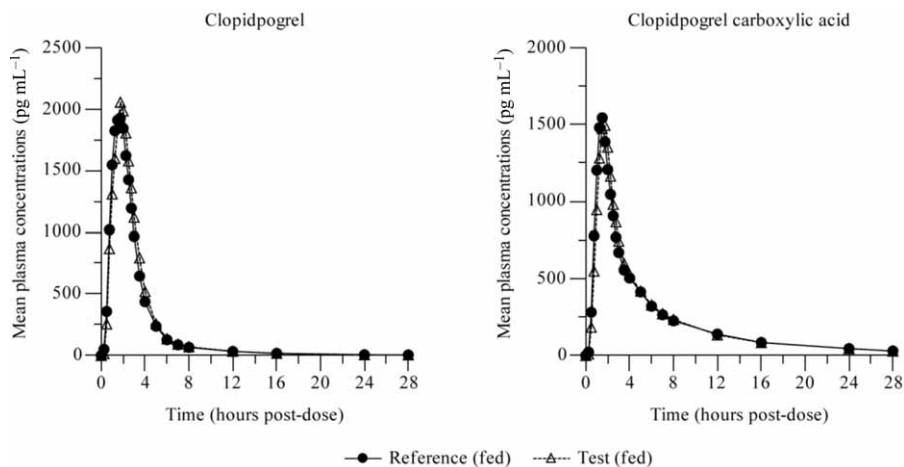 Clopidpogrel
Mean plasma concentrations (pg mL⁻¹)
2500
2000
1500
1000
500
0
0 4 8 12 16 20 24 28
Time (hours post-dose)
Clopidpogrel carboxylic acid
Mean plasma concentrations (pg mL⁻¹)
2000
1500
1000
500
0
0 4 8 12 16 20 24 28
Time (hours post-dose)
Reference (fed) Test (fed)